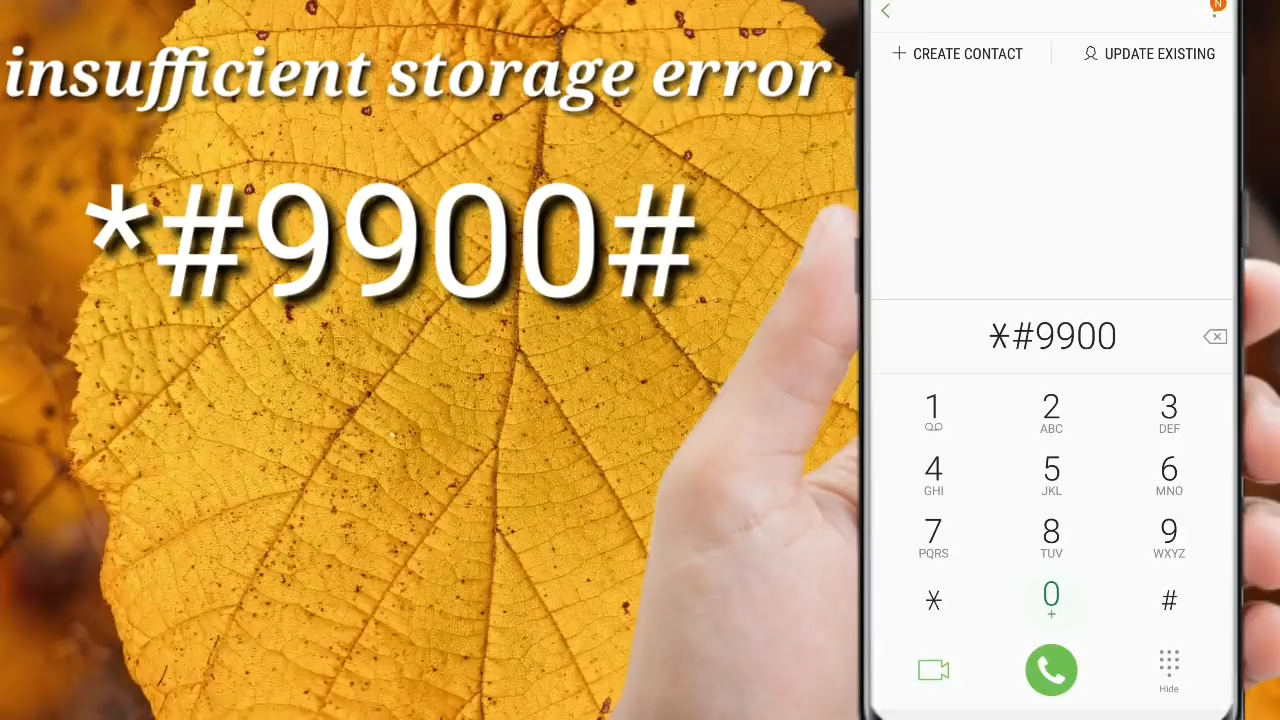 insufficient storage error
*#9900#
N
+ CREATE CONTACT
UPDATE EXISTING
*#9900
1
2 ABC
3 DEF
4 GHI
5 JKL
6 MNO
7 PQRS
8 TUV
9 WXYZ
*
0 +
#
Hide